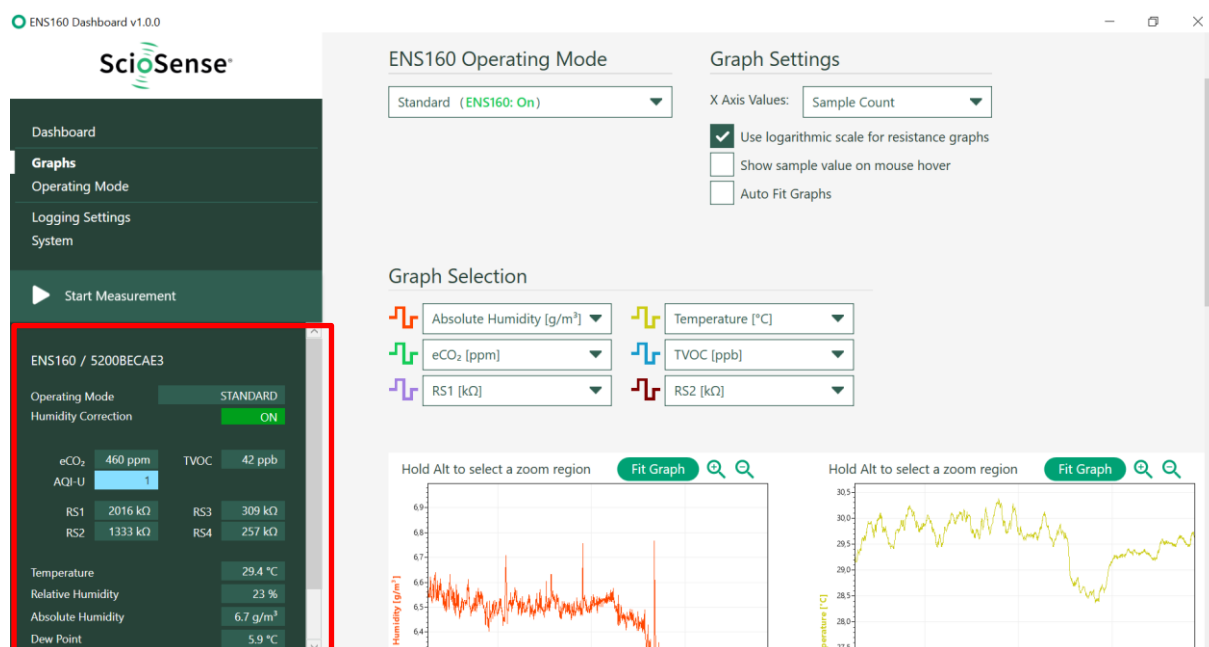 ENS160 Dashboard v1.0.0
ScioSense
Dashboard
Graphs
Operating Mode
Logging Settings
System
Start Measurement
ENS160 / 5200BECAE3
Operating Mode STANDARD
Humidity Correction ON
eCO₂ 460 ppm TVOC 42 ppb
AQI-U 1
RS1 2016 kΩ RS3 309 kΩ
RS2 1333 kΩ RS4 257 kΩ
Temperature 29.4 °C
Relative Humidity 23 %
Absolute Humidity 6.7 g/m³
Dew Point 5.9 °C
ENS160 Operating Mode
Standard (ENS160: On)
Graph Settings
X Axis Values: Sample Count
Use logarithmic scale for resistance graphs
Show sample value on mouse hover
Auto Fit Graphs
Graph Selection
Absolute Humidity [g/m³] Temperature [°C]
eCO₂ [ppm] TVOC [ppb]
RS1 [kΩ] RS2 [kΩ]
Hold Alt to select a zoom region Fit Graph
6,9
6,8
6,7
6,6
6,5
6,4
Humidity [g/m³]
Hold Alt to select a zoom region Fit Graph
30,5
30,0
29,5
29,0
28,5
28,0
27,5
perature [°C]